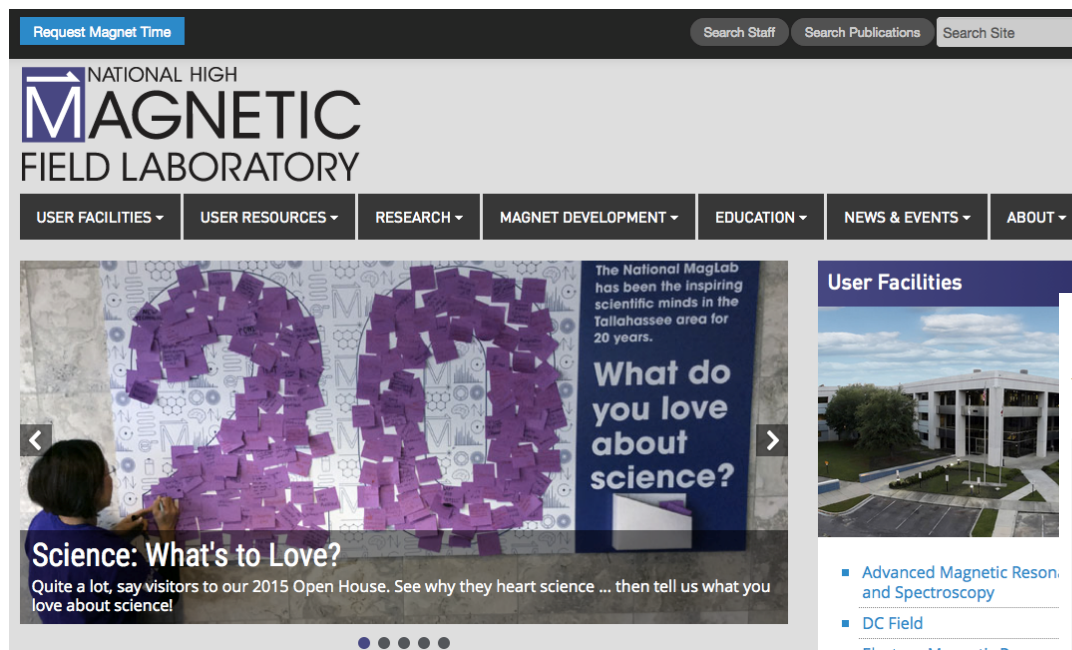 Request Magnet Time
Search Staff
Search Publications
Search Site
NATIONAL HIGH
MAGNETIC
FIELD LABORATORY
USER FACILITIES
USER RESOURCES
RESEARCH
MAGNET DEVELOPMENT
EDUCATION
NEWS & EVENTS
ABOUT
The National MagLab
has been the inspiring
scientific minds in the
Tallahassee area for
20 years.
What do
you love
about
science?
Science: What's to Love?
Quite a lot, say visitors to our 2015 Open House. See why they heart science ... then tell us what you
love about science!
User Facilities
Advanced Magnetic Reson
and Spectroscopy
DC Field